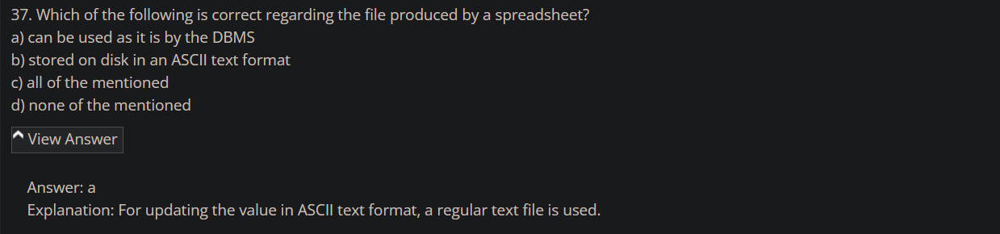 37. Which of the following is correct regarding the file produced by a spreadsheet?
a) can be used as it is by the DBMS
b) stored on disk in an ASCII text format
c) all of the mentioned
d) none of the mentioned
View Answer
Answer: a
Explanation: For updating the value in ASCII text format, a regular text file is used.